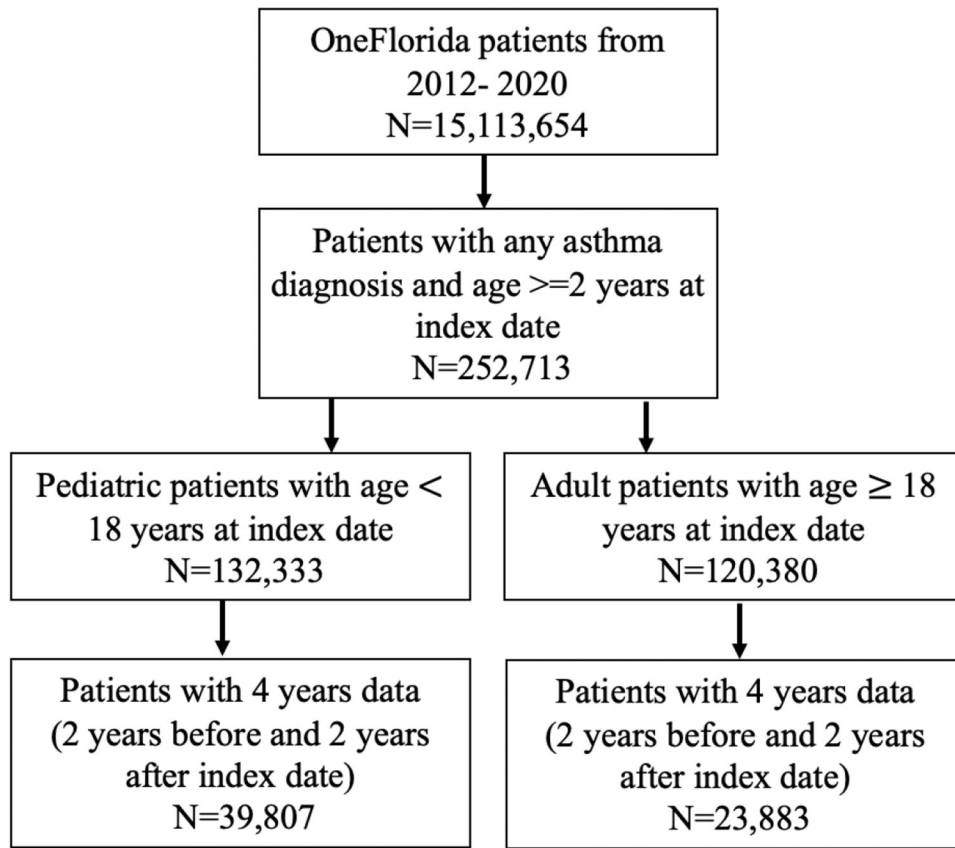 OneFlorida patients from
2012- 2020
N=15,113,654
Patients with any asthma
diagnosis and age >=2 years at
index date
N=252,713
Pediatric patients with age <
18 years at index date
N=132,333
Adult patients with age ≥ 18
years at index date
N=120,380
Patients with 4 years data
(2 years before and 2 years
after index date)
N=39,807
Patients with 4 years data
(2 years before and 2 years
after index date)
N=23,883